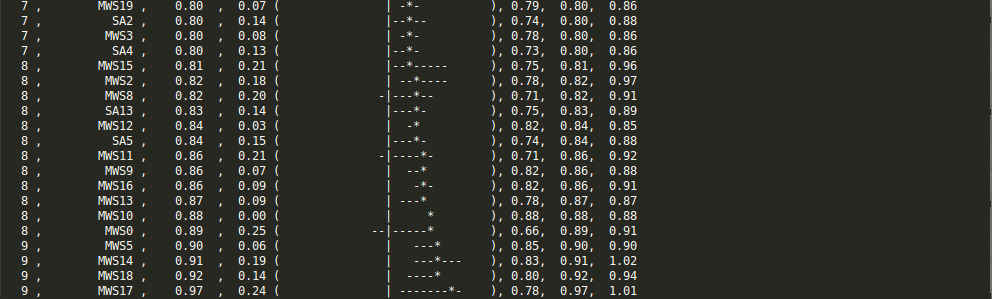 7 , MWS19 , 0.80 , 0.07 ( | -*- ), 0.79, 0.80, 0.86
7 , SA2 , 0.80 , 0.14 ( |--*-- ), 0.74, 0.80, 0.88
7 , MWS3 , 0.80 , 0.08 ( | -*- ), 0.78, 0.80, 0.86
7 , SA4 , 0.80 , 0.13 ( |--*- ), 0.73, 0.80, 0.86
8 , MWS15 , 0.81 , 0.21 ( |--*----- ), 0.75, 0.81, 0.96
8 , MWS2 , 0.82 , 0.18 ( | --*---- ), 0.78, 0.82, 0.97
8 , MWS8 , 0.82 , 0.20 ( -|---*-- ), 0.71, 0.82, 0.91
8 , SA13 , 0.83 , 0.14 ( |---*- ), 0.75, 0.83, 0.89
8 , MWS12 , 0.84 , 0.03 ( | -* ), 0.82, 0.84, 0.85
8 , SA5 , 0.84 , 0.15 ( |---*- ), 0.74, 0.84, 0.88
8 , MWS11 , 0.86 , 0.21 ( -|----*- ), 0.71, 0.86, 0.92
8 , MWS9 , 0.86 , 0.07 ( | --* ), 0.82, 0.86, 0.88
8 , MWS16 , 0.86 , 0.09 ( | -*- ), 0.82, 0.86, 0.91
8 , MWS13 , 0.87 , 0.09 ( | ---* ), 0.78, 0.87, 0.87
8 , MWS10 , 0.88 , 0.00 ( | * ), 0.88, 0.88, 0.88
8 , MWS0 , 0.89 , 0.25 ( --|-----* ), 0.66, 0.89, 0.91
9 , MWS5 , 0.90 , 0.06 ( | ---* ), 0.85, 0.90, 0.90
9 , MWS14 , 0.91 , 0.19 ( | ---*--- ), 0.83, 0.91, 1.02
9 , MWS18 , 0.92 , 0.14 ( | ----* ), 0.80, 0.92, 0.94
9 , MWS17 , 0.97 , 0.24 ( | -------*- ), 0.78, 0.97, 1.01